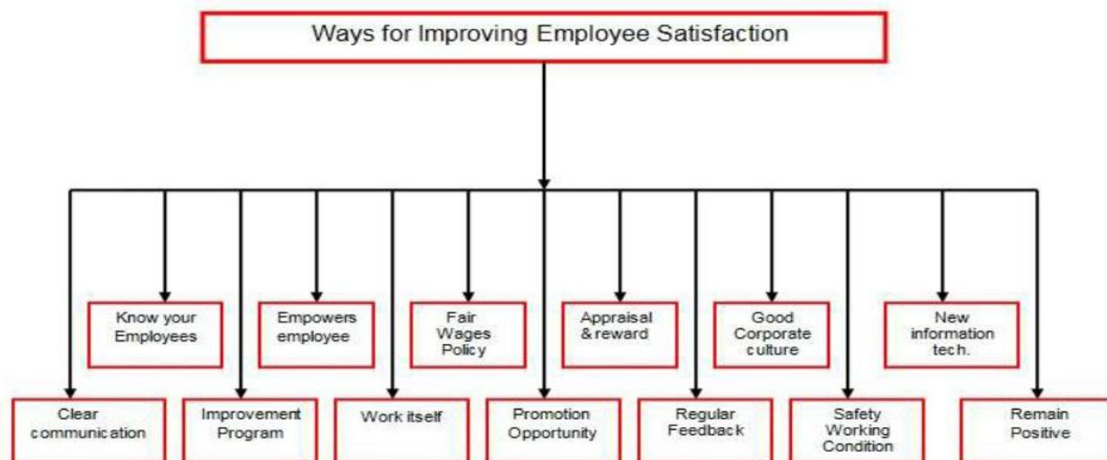 Ways for Improving Employee Satisfaction
Know your
Employees
Empowers
employee
Fair
Wages
Policy
Appraisal
& reward
Good
Corporate
culture
New
information
tech.
Clear
communication
Improvement
Program
Work itself
Promotion
Opportunity
Regular
Feedback
Safety
Working
Condition
Remain
Positive